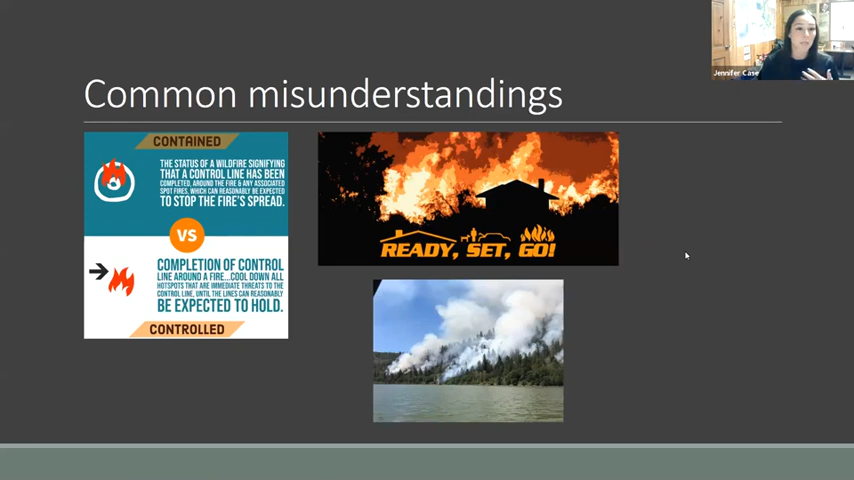 Jennifer Case
Common misunderstandings
CONTAINED
THE STATUS OF A WILDFIRE SIGNIFYING
THAT A CONTROL LINE HAS BEEN
COMPLETED, AROUND THE FIRE & ANY ASSOCIATED
SPOT FIRES, WHICH CAN REASONABLY BE EXPECTED
TO STOP THE FIRE'S SPREAD.
VS
COMPLETION OF CONTROL
LINE AROUND A FIRE...COOL DOWN ALL
HOTSPOTS THAT ARE IMMEDIATE THREATS TO THE
CONTROL LINE, UNTIL THE LINES CAN REASONABLY
BE EXPECTED TO HOLD.
CONTROLLED
READY, SET, GO!